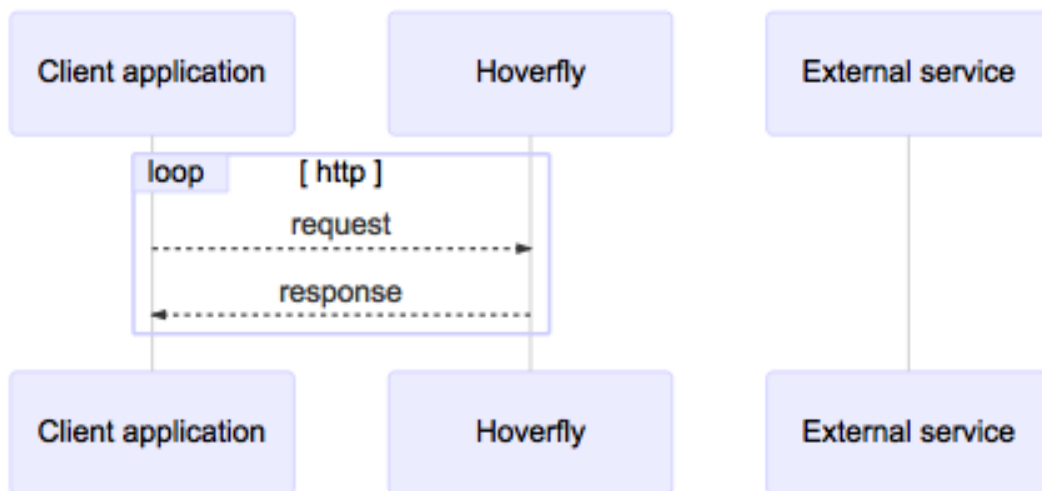 Client application Hoverfly External service
loop [ http ]
request
response
Client application Hoverfly External service